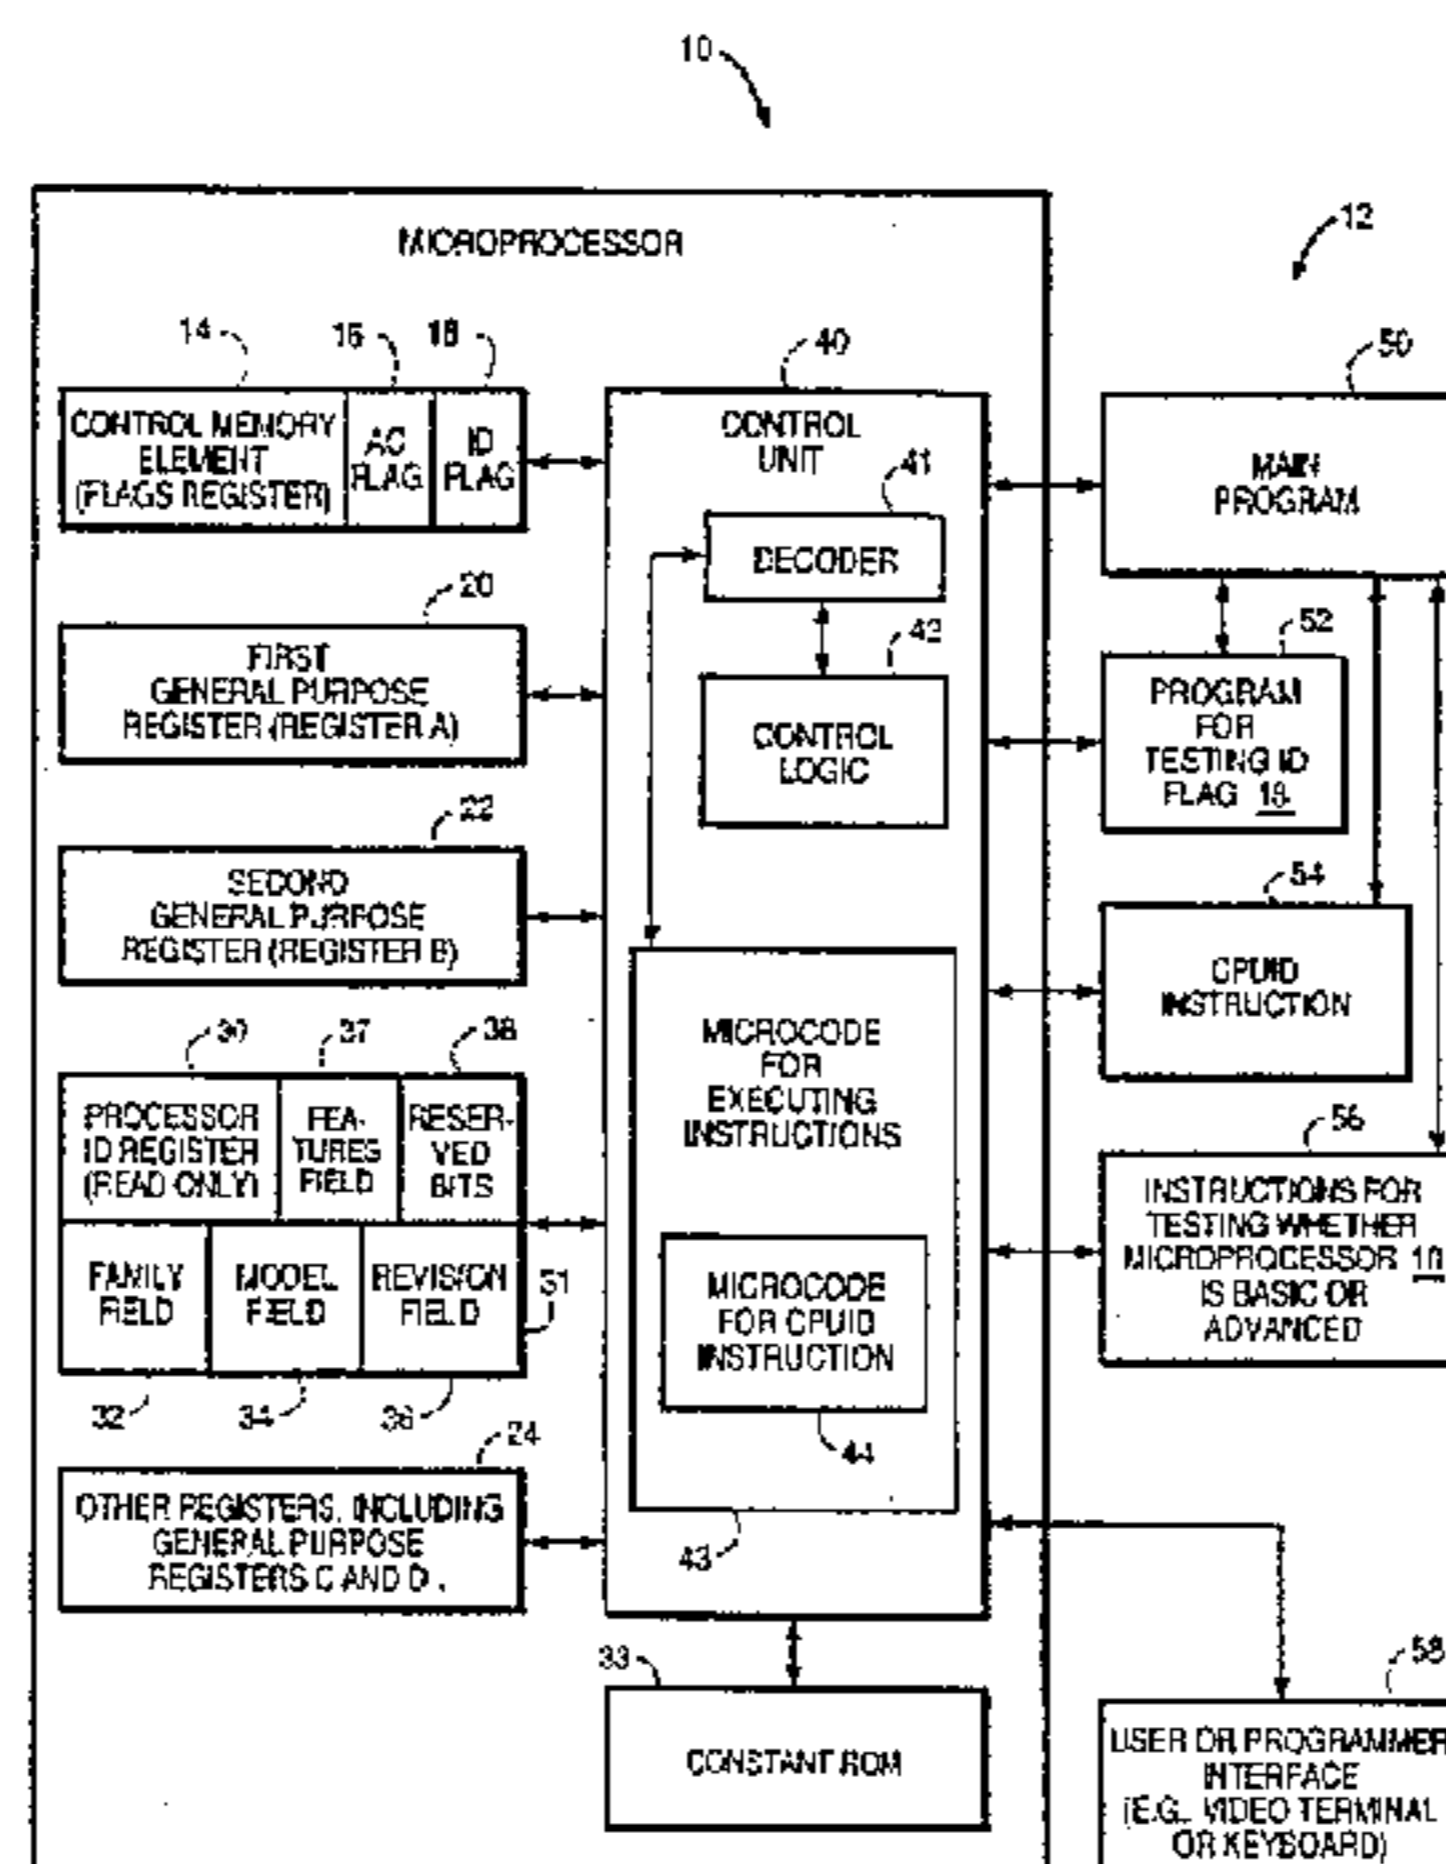 10
MICROPROCESSOR
12
14
16
18
40
50
CONTROL MEMORY
ELEMENT
(FLAGS REGISTER)
AC
FLAG
ID
FLAG
CONTROL
UNIT
41
DECODER
MAIN
PROGRAM
20
FIRST
GENERAL PURPOSE
REGISTER (REGISTER A)
42
CONTROL
LOGIC
52
PROGRAM
FOR
TESTING ID
FLAG 18
22
SECOND
GENERAL PURPOSE
REGISTER (REGISTER B)
54
CPUID
INSTRUCTION
30
37
38
PROCESSOR
ID REGISTER
(READ ONLY)
FEA-
TURES
FIELD
RESER-
VED
BITS
FAMILY
FIELD
MODEL
FIELD
REVISION
FIELD
31
32
34
36
MICROCODE
FOR
EXECUTING
INSTRUCTIONS
MICROCODE
FOR CPUID
INSTRUCTION
44
43
56
INSTRUCTIONS FOR
TESTING WHETHER
MICROPROCESSOR 10
IS BASIC OR
ADVANCED
24
OTHER REGISTERS, INCLUDING
GENERAL PURPOSE
REGISTERS C AND D .
33
CONSTANT ROM
58
USER OR PROGRAMMER
INTERFACE
(E.G., VIDEO TERMINAL
OR KEYBOARD)